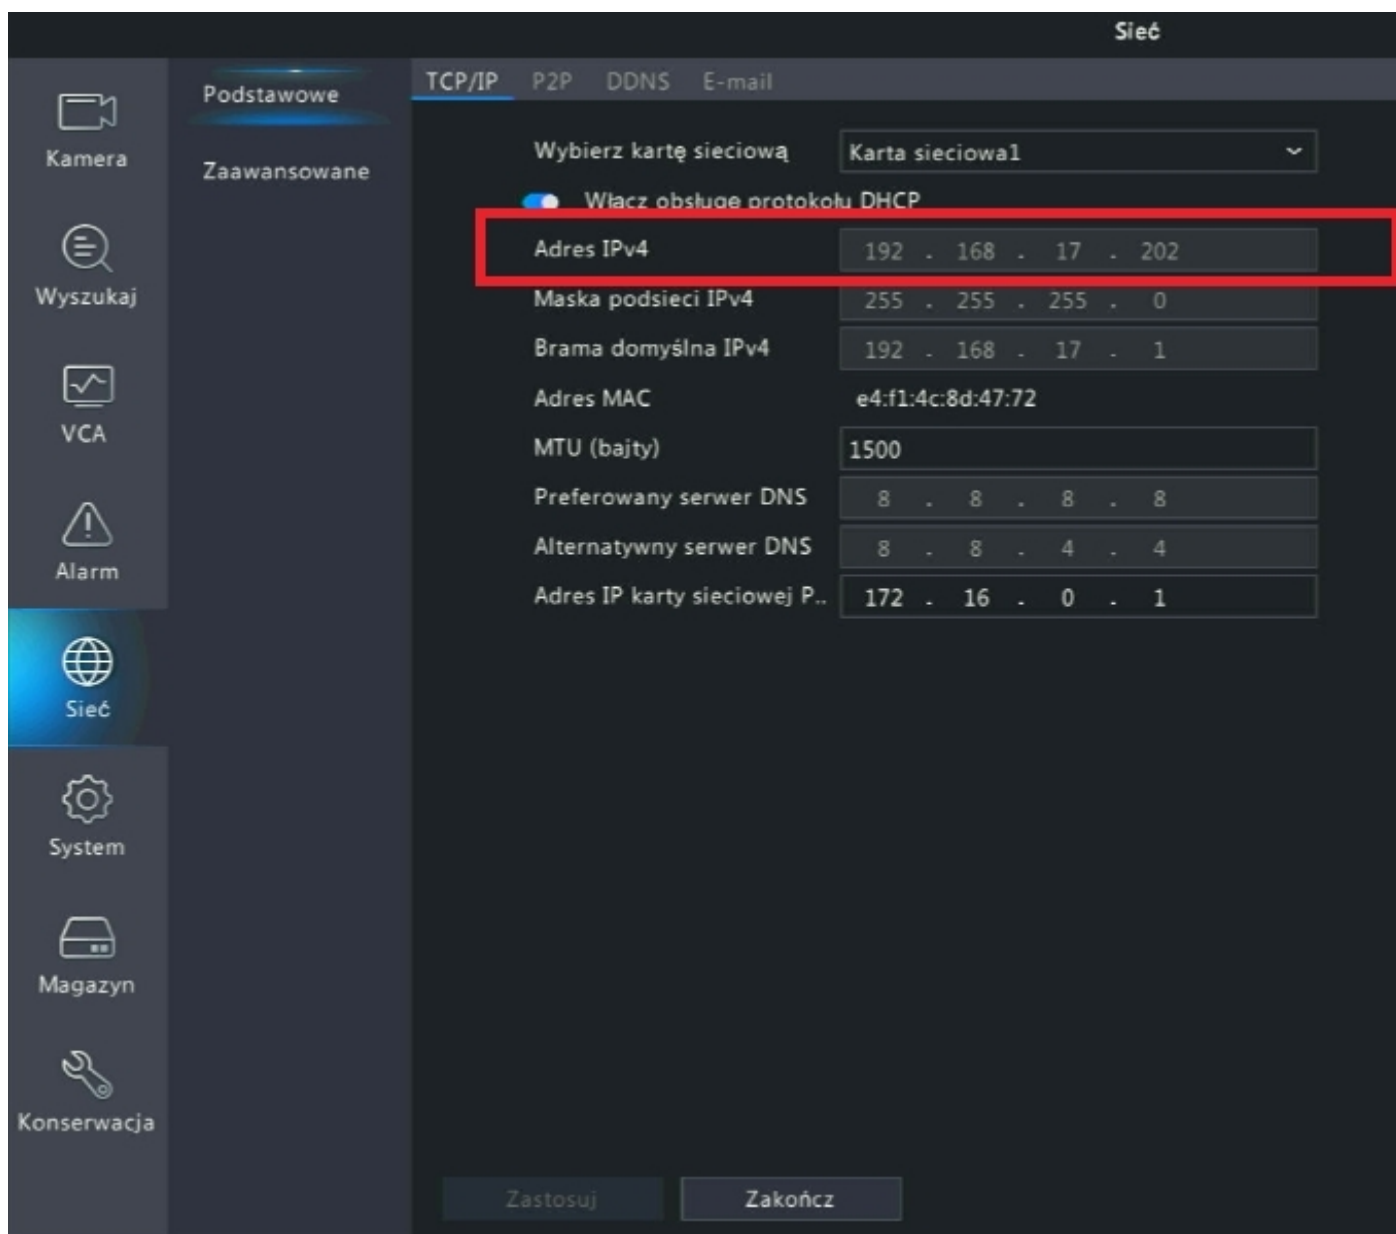 Sieć
Kamera
Wyszukaj
VCA
Alarm
Sieć
System
Magazyn
Konserwacja
Podstawowe
Zaawansowane
TCP/IP P2P DDNS E-mail
Wybierz kartę sieciową Karta sieciowa1
Włącz obsługę protokołu DHCP
Adres IPv4 192 . 168 . 17 . 202
Maska podsieci IPv4 255 . 255 . 255 . 0
Brama domyślna IPv4 192 . 168 . 17 . 1
Adres MAC e4:f1:4c:8d:47:72
MTU (bajty) 1500
Preferowany serwer DNS 8 . 8 . 8 . 8
Alternatywny serwer DNS 8 . 8 . 4 . 4
Adres IP karty sieciowej P.. 172 . 16 . 0 . 1
Zastosuj Zakończ